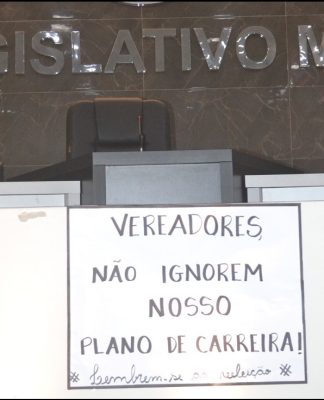 GISLATIVO M
VEREADORES,
NÃO IGNOREM
NOSSO
PLANO DE CARREIRA!
* Lembrem-se da reeleição *